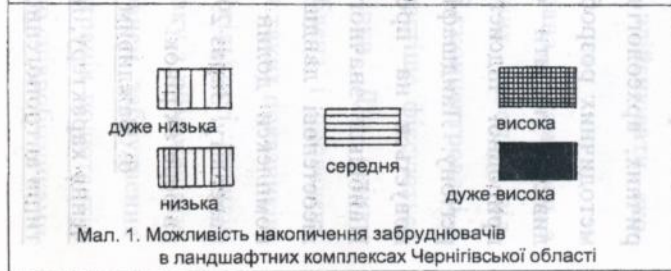 дуже низька
висока
середня
низька
дуже висока
Мал. 1. Можливість накопичення забруднювачів
в ландшафтних комплексах Чернігівської області